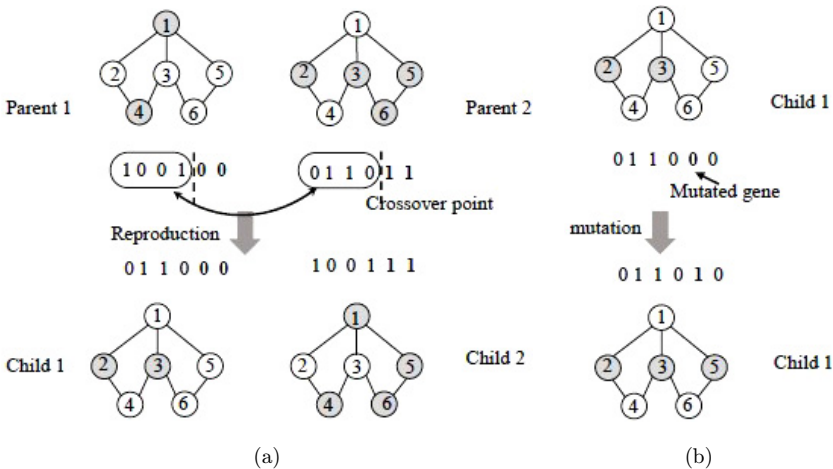 1
1
1
2
3
5
2
3
5
2
3
5
4
6
4
6
4
6
Parent 1
Parent 2
Child 1
1 0 0 1 0 0
0 1 1 0 1 1
0 1 1 0 0 0
Mutated gene
Crossover point
Reproduction
mutation
0 1 1 0 0 0
1 0 0 1 1 1
0 1 1 0 1 0
1
1
1
Child 1
2
3
5
2
3
5
Child 2
2
3
5
Child 1
4
6
4
6
4
6
(a)
(b)